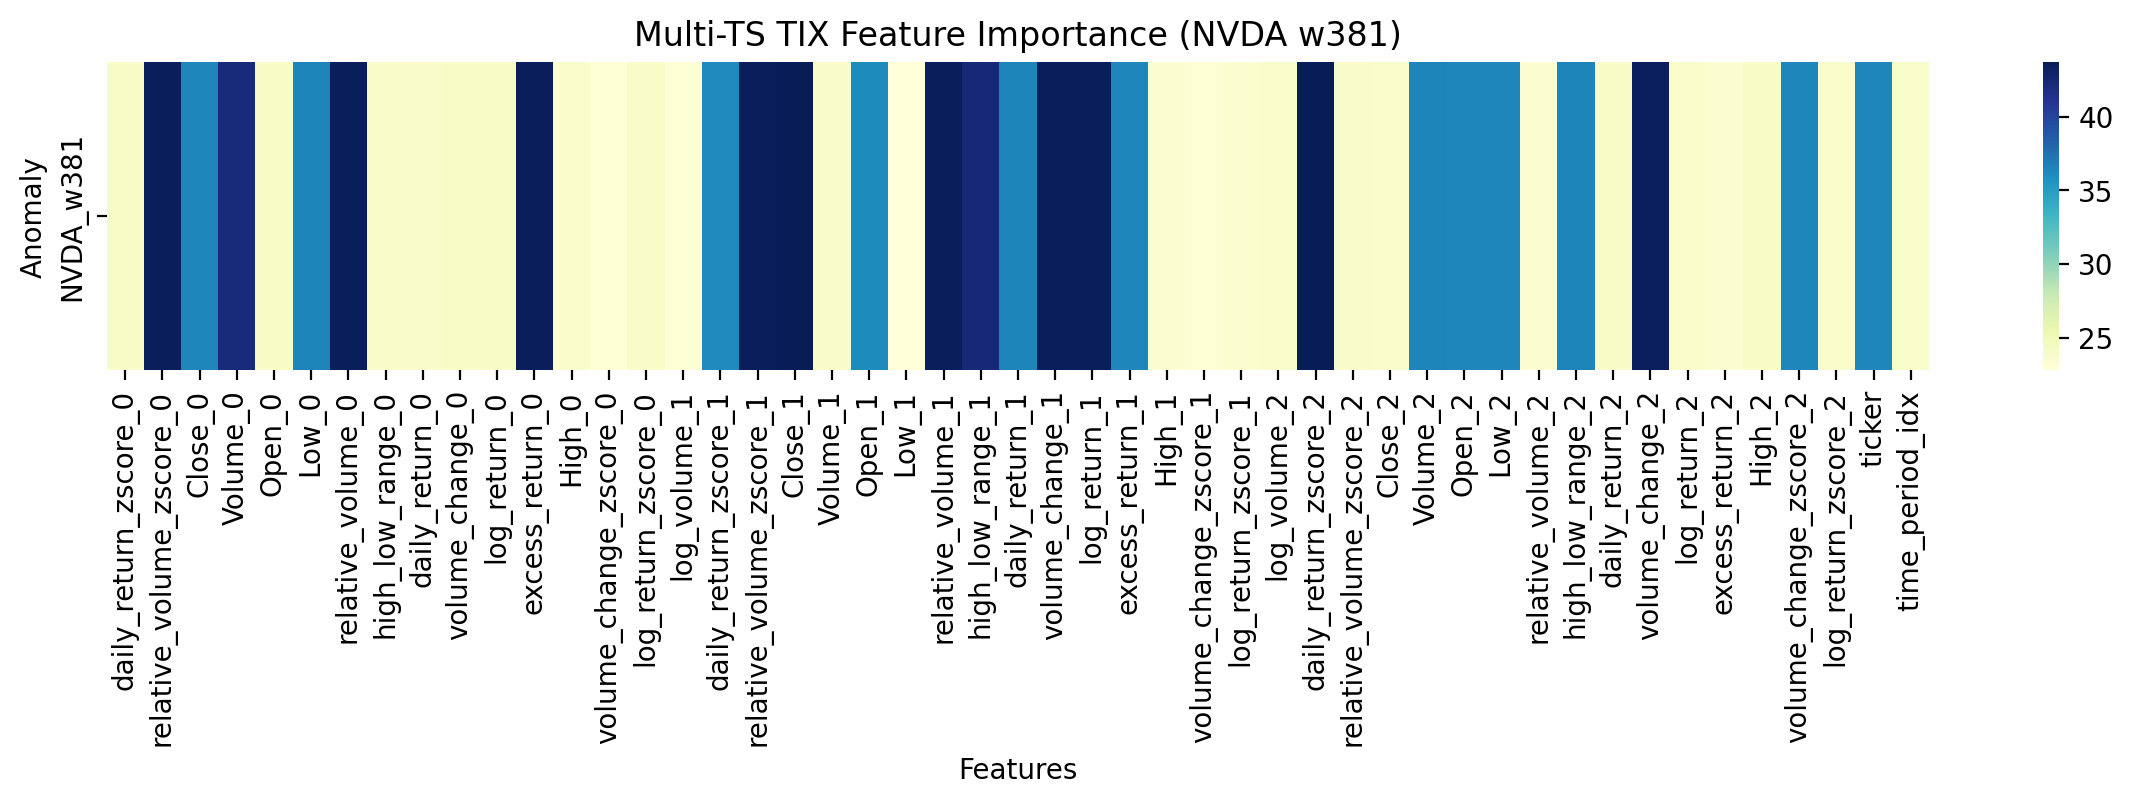 Multi-TS TIX Feature Importance (NVDA w381)
Anomaly
NVDA_w381
40
35
30
25
daily_return_zscore_0
relative_volume_zscore_0
Close_0
Volume_0
Open_0
Low_0
relative_volume_0
high_low_range_0
daily_return_0
volume_change_0
log_return_0
excess_return_0
High_0
volume_change_zscore_0
log_return_zscore_0
log_volume_1
daily_return_zscore_1
relative_volume_zscore_1
Close_1
Volume_1
Open_1
Low_1
relative_volume_1
high_low_range_1
daily_return_1
volume_change_1
log_return_1
excess_return_1
High_1
volume_change_zscore_1
log_return_zscore_1
log_volume_2
daily_return_zscore_2
relative_volume_zscore_2
Close_2
Volume_2
Open_2
Low_2
relative_volume_2
high_low_range_2
daily_return_2
volume_change_2
log_return_2
excess_return_2
High_2
volume_change_zscore_2
log_return_zscore_2
ticker
time_period_idx
Features